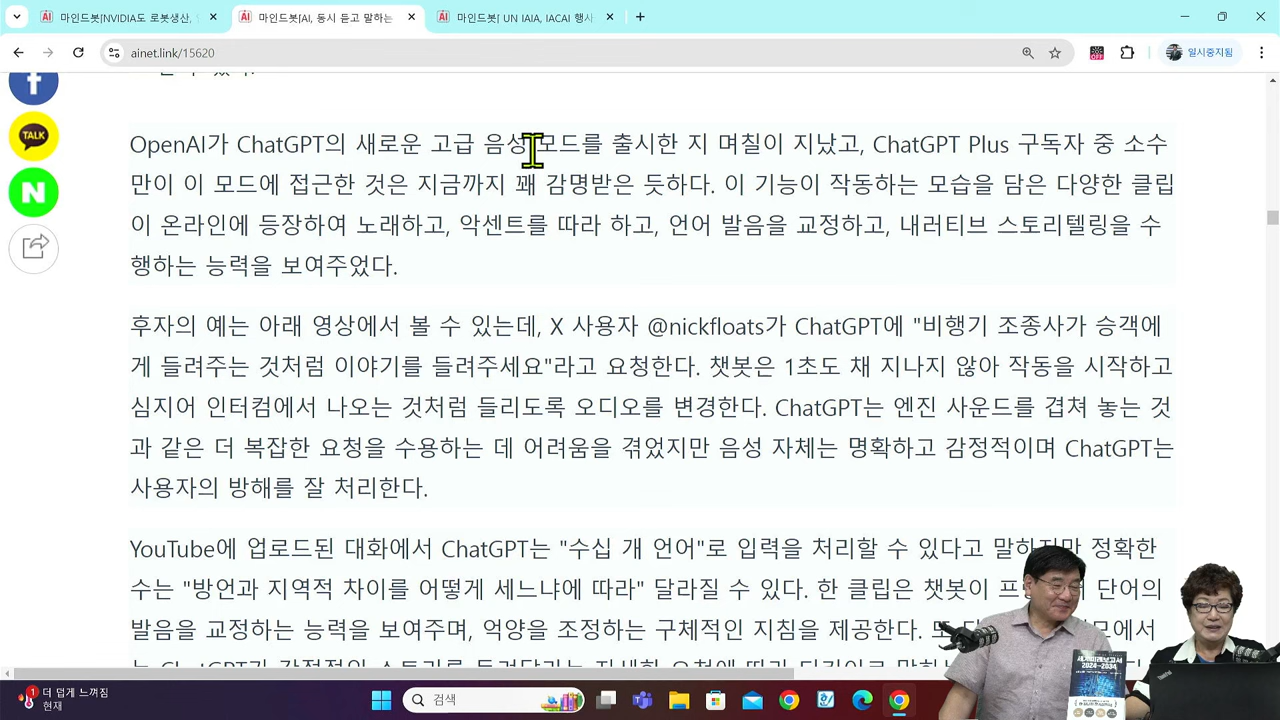 마인드봇[NVIDIA도 로봇생산,
마인드봇[AI, 동시 듣고 말하는
마인드봇[ UN IAIA, IACAI 행사
ainet.link/15620
OFF
일시중지됨
f
TALK
N
OpenAI가 ChatGPT의 새로운 고급 음성 모드를 출시한 지 며칠이 지났고, ChatGPT Plus 구독자 중 소수
만이 이 모드에 접근한 것은 지금까지 꽤 감명받은 듯하다. 이 기능이 작동하는 모습을 담은 다양한 클립
이 온라인에 등장하여 노래하고, 악센트를 따라 하고, 언어 발음을 교정하고, 내러티브 스토리텔링을 수
행하는 능력을 보여주었다.
후자의 예는 아래 영상에서 볼 수 있는데, X 사용자 @nickfloats가 ChatGPT에 "비행기 조종사가 승객에
게 들려주는 것처럼 이야기를 들려주세요"라고 요청한다. 챗봇은 1초도 채 지나지 않아 작동을 시작하고
심지어 인터컴에서 나오는 것처럼 들리도록 오디오를 변경한다. ChatGPT는 엔진 사운드를 겹쳐 놓는 것
과 같은 더 복잡한 요청을 수용하는 데 어려움을 겪었지만 음성 자체는 명확하고 감정적이며 ChatGPT는
사용자의 방해를 잘 처리한다.
YouTube에 업로드된 대화에서 ChatGPT는 "수십 개 언어"로 입력을 처리할 수 있다고 말하지만 정확한
수는 "방언과 지역적 차이를 어떻게 세느냐에 따라" 달라질 수 있다. 한 클립은 챗봇이 단어의
발음을 교정하는 능력을 보여주며, 억양을 조정하는 구체적인 지침을 제공한다.
세계미래보고서
2024-2034
ThinkPad
1
더 덥게 느껴짐
현재
검색